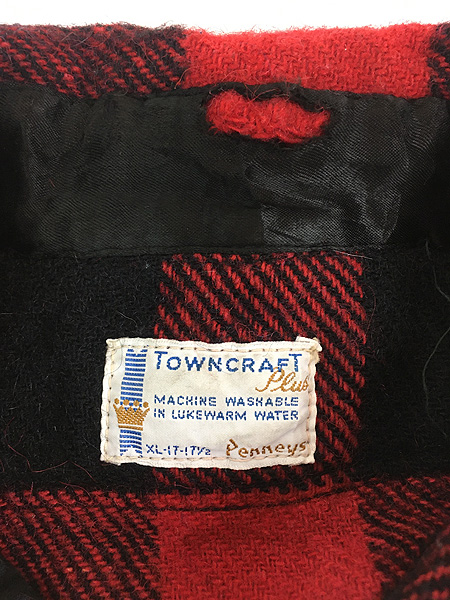 TOWNCRAFT
Plus
MACHINE WASHABLE
IN LUKEWARM WATER
XL-17-17½ Penneys